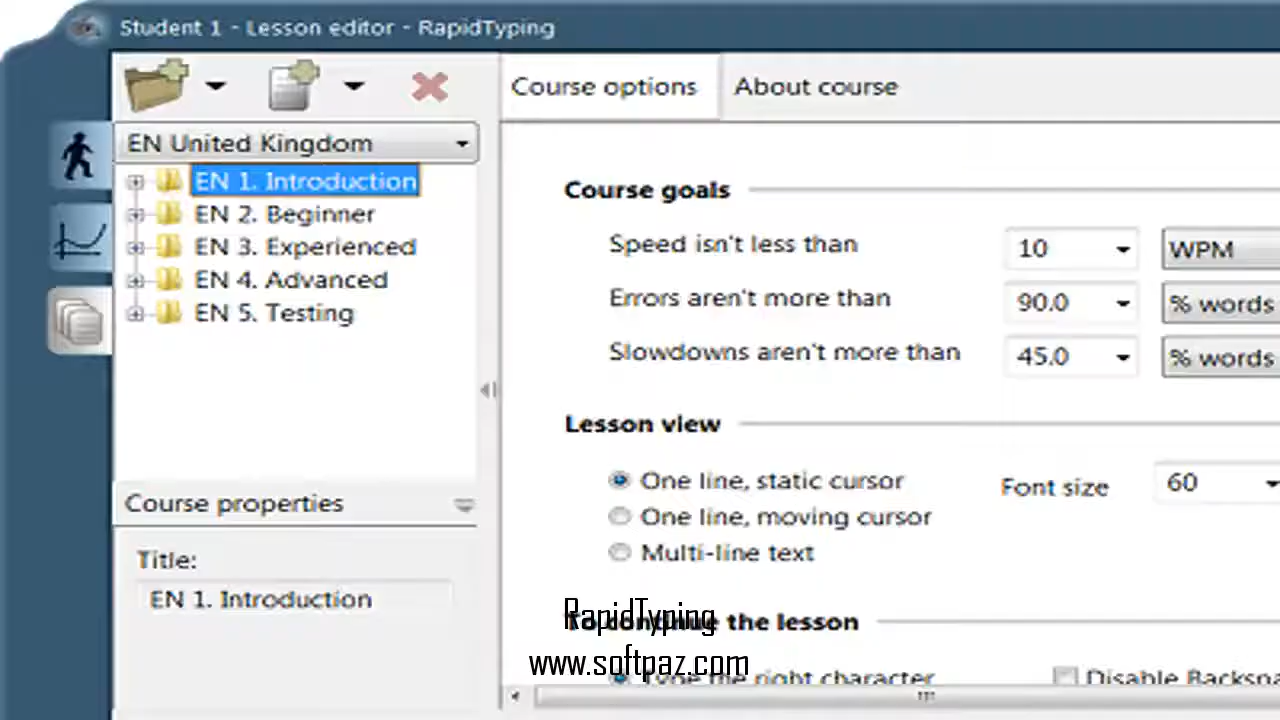 Student 1 - Lesson editor - RapidTyping
Course options
About course
EN United Kingdom
EN 1. Introduction
EN 2. Beginner
EN 3. Experienced
EN 4. Advanced
EN 5. Testing
Course properties
Title:
EN 1. Introduction
Course goals
Speed isn't less than 10 WPM
Errors aren't more than 90.0 % words
Slowdowns aren't more than 45.0 % words
Lesson view
One line, static cursor Font size 60
One line, moving cursor
Multi-line text
To continue the lesson
RapidTyping
Type the right character Disable Backspa
www.softpaz.com